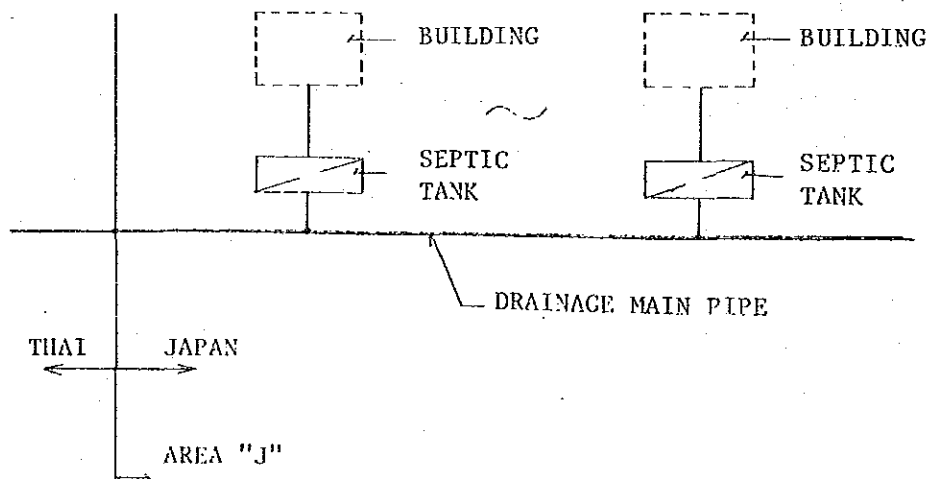 BUILDING
BUILDING
SEPTIC
TANK
SEPTIC
TANK
DRAINAGE MAIN PIPE
THAI
JAPAN
AREA "J"